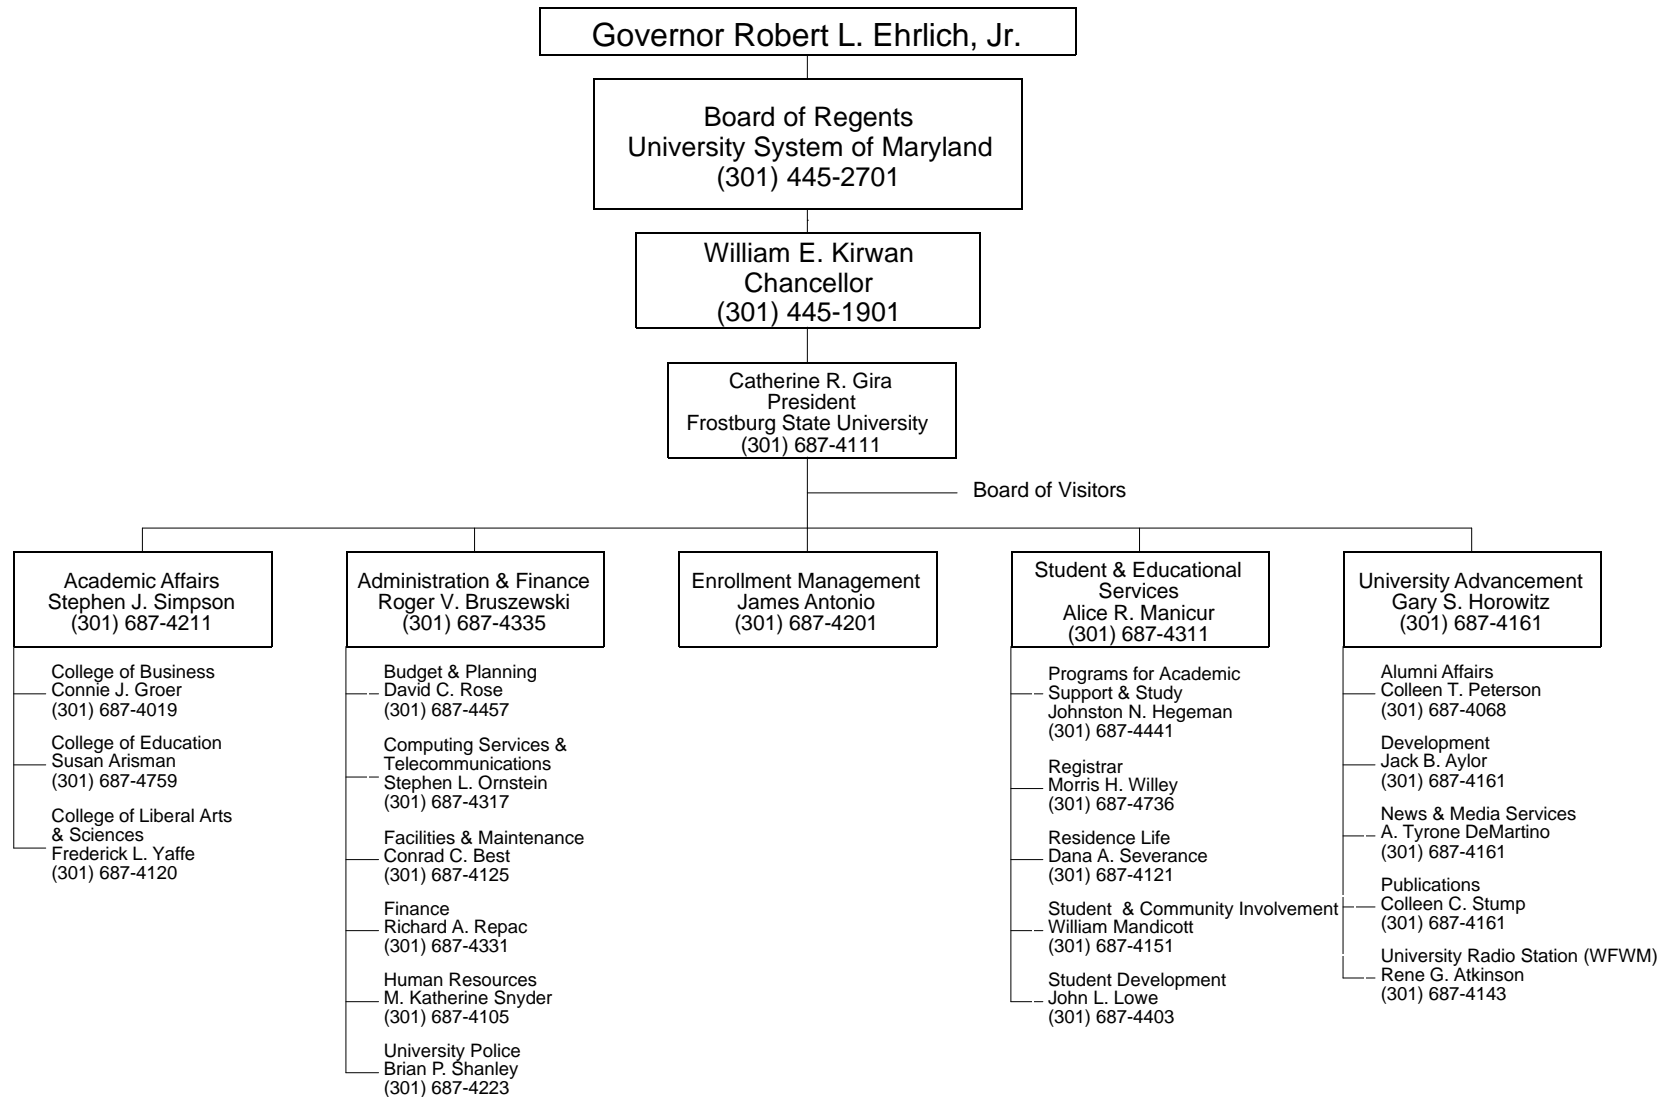 Governor Robert L. Ehrlich, Jr.
Board of Regents
University System of Maryland
(301) 445-2701
William E. Kirwan
Chancellor
(301) 445-1901
Catherine R. Gira
President
Frostburg State University
(301) 687-4111
Board of Visitors
Academic Affairs
Stephen J. Simpson
(301) 687-4211
College of Business
Connie J. Groer
(301) 687-4019
College of Education
Susan Arisman
(301) 687-4759
College of Liberal Arts
& Sciences
Frederick L. Yaffe
(301) 687-4120
Administration & Finance
Roger V. Bruszewski
(301) 687-4335
Budget & Planning
David C. Rose
(301) 687-4457
Computing Services &
Telecommunications
Stephen L. Ornstein
(301) 687-4317
Facilities & Maintenance
Conrad C. Best
(301) 687-4125
Finance
Richard A. Repac
(301) 687-4331
Human Resources
M. Katherine Snyder
(301) 687-4105
University Police
Brian P. Shanley
(301) 687-4223
Enrollment Management
James Antonio
(301) 687-4201
Student & Educational
Services
Alice R. Manicur
(301) 687-4311
Programs for Academic
Support & Study
Johnston N. Hegeman
(301) 687-4441
Registrar
Morris H. Willey
(301) 687-4736
Residence Life
Dana A. Severance
(301) 687-4121
Student & Community Involvement
William Mandicott
(301) 687-4151
Student Development
John L. Lowe
(301) 687-4403
University Advancement
Gary S. Horowitz
(301) 687-4161
Alumni Affairs
Colleen T. Peterson
(301) 687-4068
Development
Jack B. Aylor
(301) 687-4161
News & Media Services
A. Tyrone DeMartino
(301) 687-4161
Publications
Colleen C. Stump
(301) 687-4161
University Radio Station (WFWM)
Rene G. Atkinson
(301) 687-4143